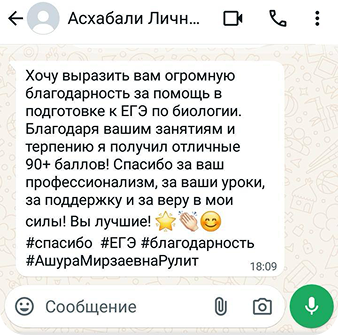 Асхабали Личн...
Хочу выразить вам огромную
благодарность за помощь в
подготовке к ЕГЭ по биологии.
Благодаря вашим занятиям и
терпению я получил отличные
90+ баллов! Спасибо за ваш
профессионализм, за ваши уроки,
за поддержку и за веру в мои
силы! Вы лучшие! 🌟👏🏻😊
#спасибо #ЕГЭ #благодарность
#АшураМирзаевнаРулит
18:09
Сообщение